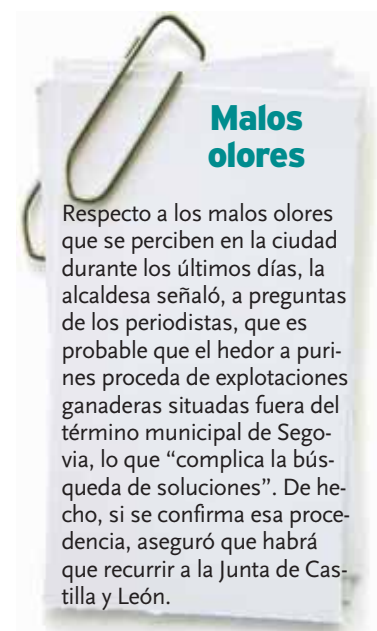 Malos
olores
Respecto a los malos olores
que se perciben en la ciudad
durante los últimos días, la
alcaldesa señaló, a preguntas
de los periodistas, que es
probable que el hedor a puri-
nes proceda de explotaciones
ganaderas situadas fuera del
término municipal de Sego-
via, lo que “complica la bús-
queda de soluciones”. De he-
cho, si se confirma esa proce-
dencia, aseguró que habrá
que recurrir a la Junta de Cas-
tilla y León.